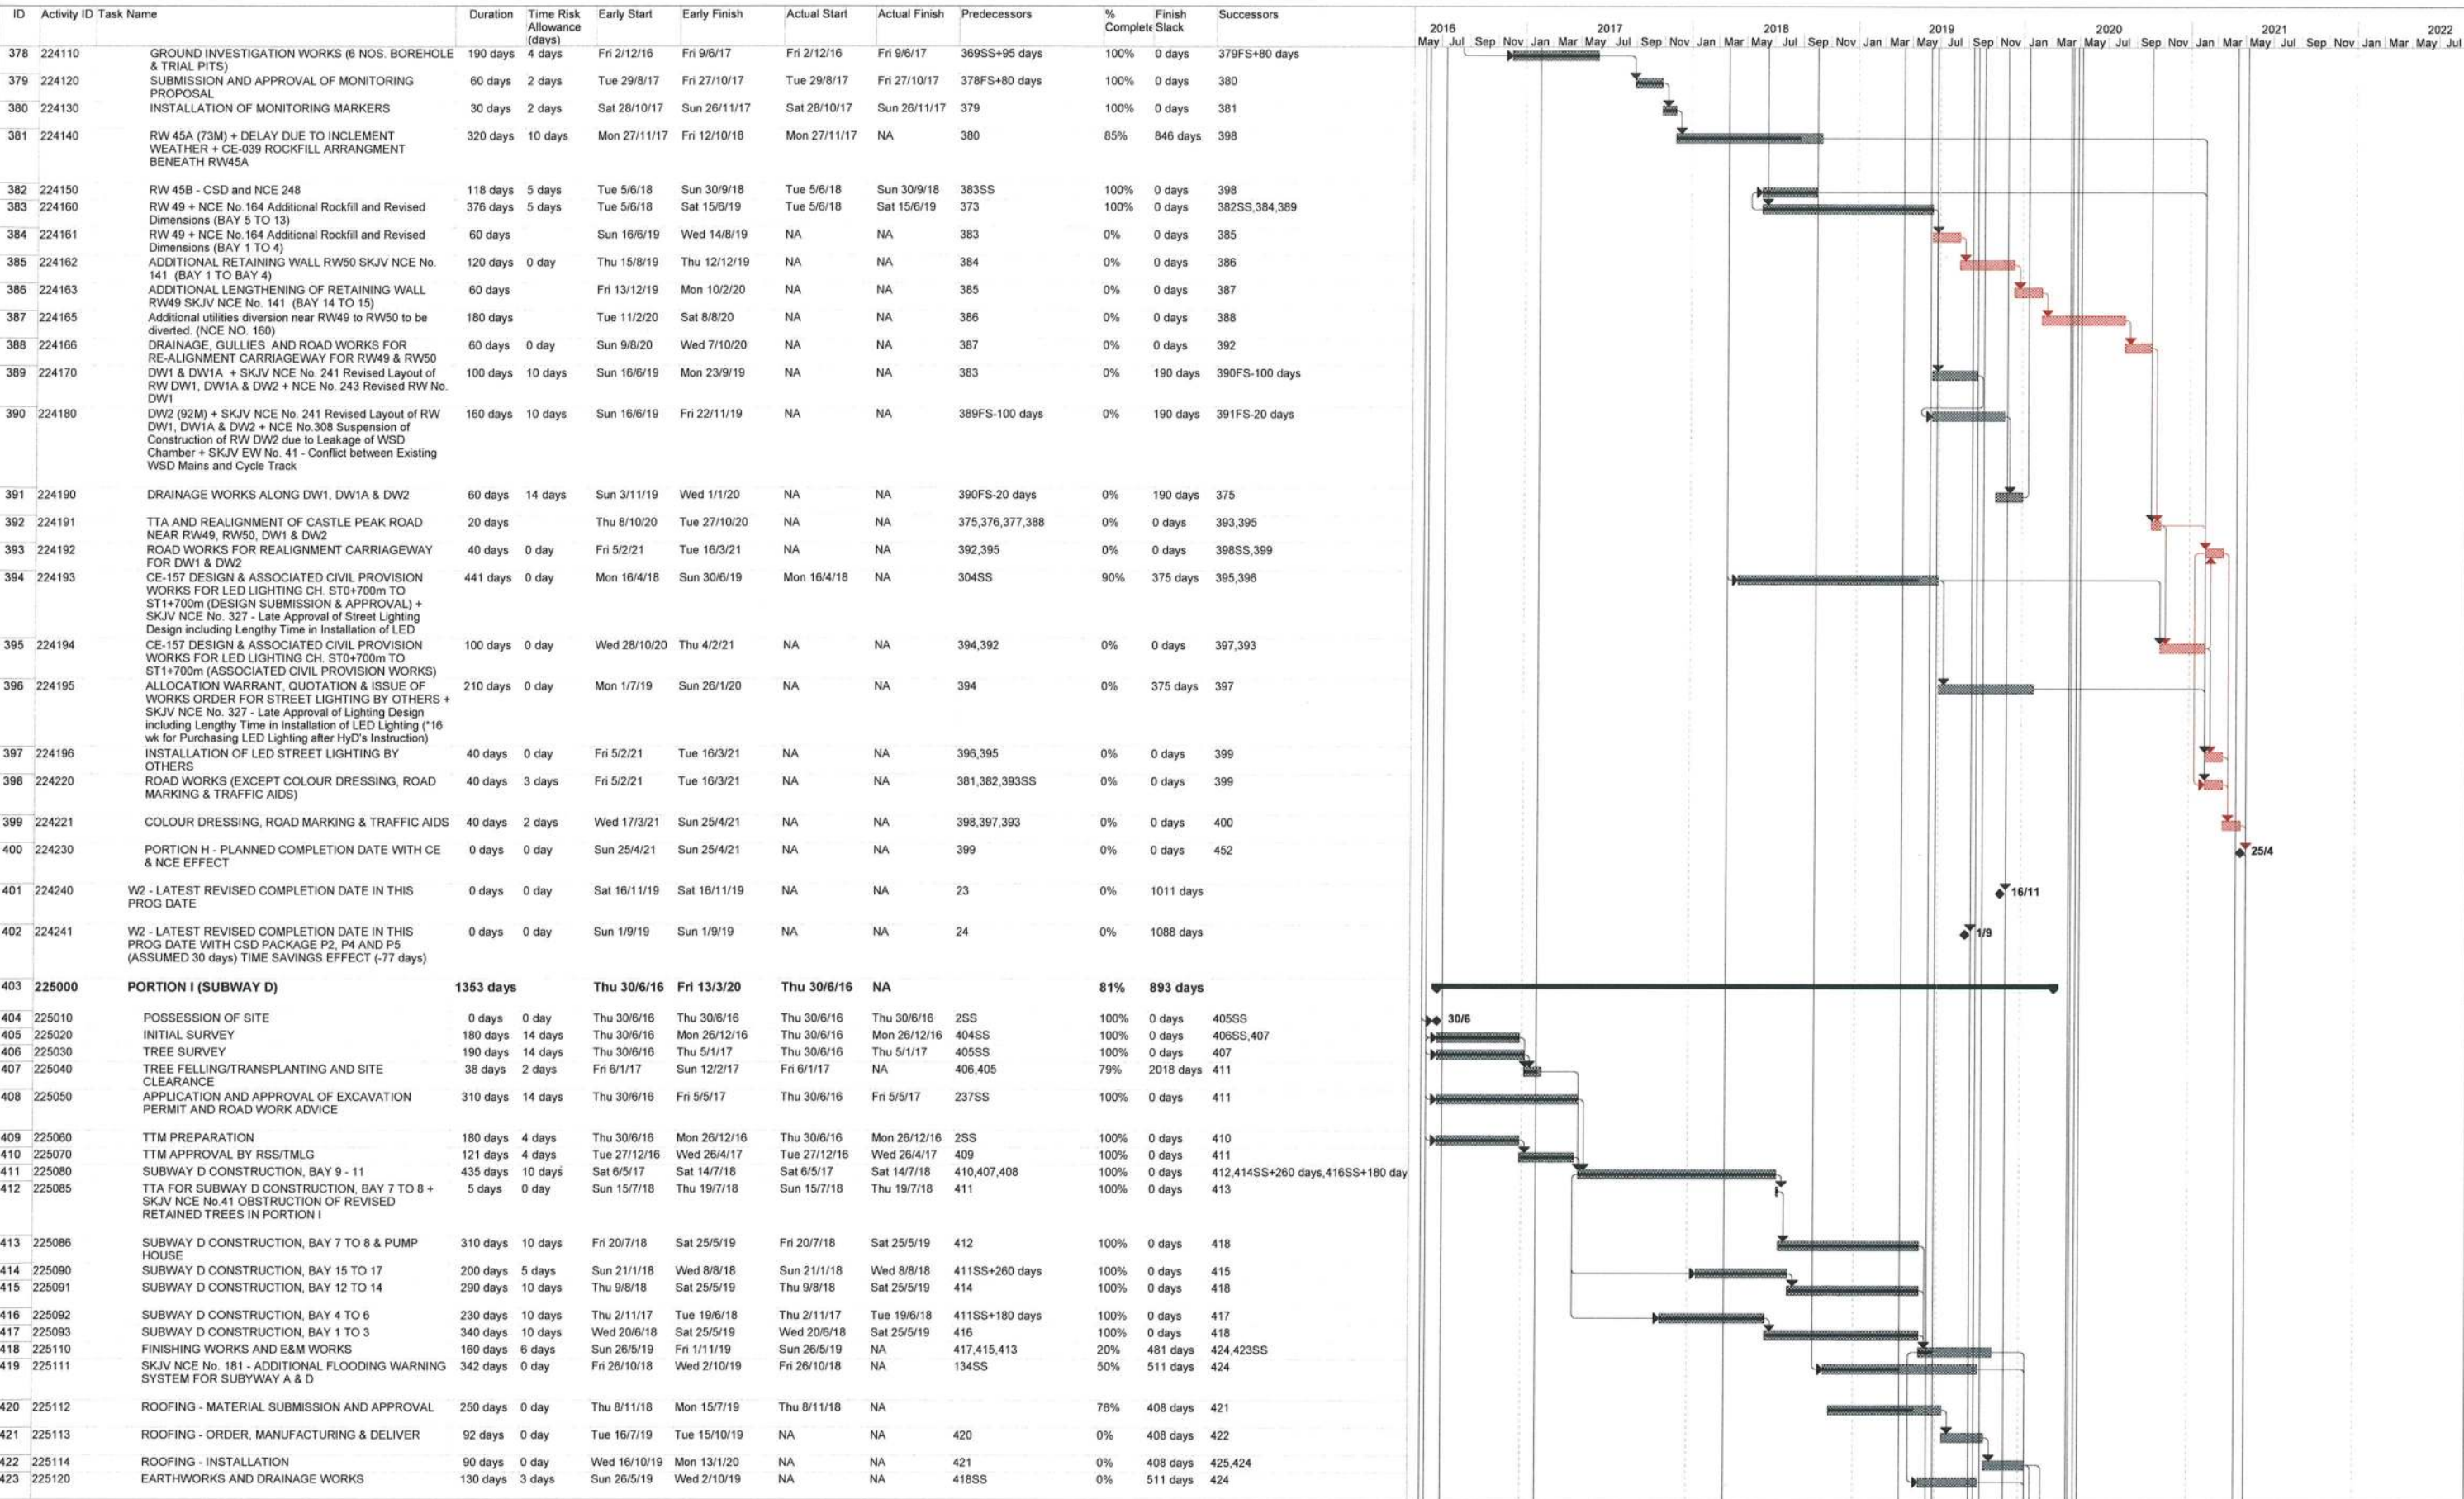 ID Activity ID Task Name Duration Time Risk Early Start Early Finish Actual Start Actual Finish Predecessors % Finish Successors
Allowance Complete Slack
(days)
2016 2017 2018 2019 2020 2021 2022
May Jul Sep Nov Jan Mar May Jul Sep Nov Jan Mar May Jul Sep Nov Jan Mar May Jul Sep Nov Jan Mar May Jul Sep Nov Jan Mar May Jul Sep Nov Jan Mar May Jul
378 224110 GROUND INVESTIGATION WORKS (6 NOS. BOREHOLE 190 days 4 days Fri 2/12/16 Fri 9/6/17 Fri 2/12/16 Fri 9/6/17 369SS+95 days 100% 0 days 379FS+80 days
& TRIAL PITS)
379 224120 SUBMISSION AND APPROVAL OF MONITORING 60 days 2 days Tue 29/8/17 Fri 27/10/17 Tue 29/8/17 Fri 27/10/17 378FS+80 days 100% 0 days 380
PROPOSAL
380 224130 INSTALLATION OF MONITORING MARKERS 30 days 2 days Sat 28/10/17 Sun 26/11/17 Sat 28/10/17 Sun 26/11/17 379 100% 0 days 381
381 224140 RW 45A (73M) + DELAY DUE TO INCLEMENT 320 days 10 days Mon 27/11/17 Fri 12/10/18 Mon 27/11/17 NA 380 85% 846 days 398
WEATHER + CE-039 ROCKFILL ARRANGMENT
BENEATH RW45A
382 224150 RW 45B - CSD and NCE 248 118 days 5 days Tue 5/6/18 Sun 30/9/18 Tue 5/6/18 Sun 30/9/18 383SS 100% 0 days 398
383 224160 RW 49 + NCE No.164 Additional Rockfill and Revised 376 days 5 days Tue 5/6/18 Sat 15/6/19 Tue 5/6/18 Sat 15/6/19 373 100% 0 days 382SS,384,389
Dimensions (BAY 5 TO 13)
384 224161 RW 49 + NCE No.164 Additional Rockfill and Revised 60 days Sun 16/6/19 Wed 14/8/19 NA NA 383 0% 0 days 385
Dimensions (BAY 1 TO 4)
385 224162 ADDITIONAL RETAINING WALL RW50 SKJV NCE No. 120 days 0 day Thu 15/8/19 Thu 12/12/19 NA NA 384 0% 0 days 386
141 (BAY 1 TO BAY 4)
386 224163 ADDITIONAL LENGTHENING OF RETAINING WALL 60 days Fri 13/12/19 Mon 10/2/20 NA NA 385 0% 0 days 387
RW49 SKJV NCE No. 141 (BAY 14 TO 15)
387 224165 Additional utilities diversion near RW49 to RW50 to be 180 days Tue 11/2/20 Sat 8/8/20 NA NA 386 0% 0 days 388
diverted. (NCE NO. 160)
388 224166 DRAINAGE, GULLIES AND ROAD WORKS FOR 60 days 0 day Sun 9/8/20 Wed 7/10/20 NA NA 387 0% 0 days 392
RE-ALIGNMENT CARRIAGEWAY FOR RW49 & RW50
389 224170 DW1 & DW1A + SKJV NCE No. 241 Revised Layout of 100 days 10 days Sun 16/6/19 Mon 23/9/19 NA NA 383 0% 190 days 390FS-100 days
RW DW1, DW1A & DW2 + NCE No. 243 Revised RW No.
DW1
390 224180 DW2 (92M) + SKJV NCE No. 241 Revised Layout of RW 160 days 10 days Sun 16/6/19 Fri 22/11/19 NA NA 389FS-100 days 0% 190 days 391FS-20 days
DW1, DW1A & DW2 + NCE No.308 Suspension of
Construction of RW DW2 due to Leakage of WSD
Chamber + SKJV EW No. 41 - Conflict between Existing
WSD Mains and Cycle Track
391 224190 DRAINAGE WORKS ALONG DW1, DW1A & DW2 60 days 14 days Sun 3/11/19 Wed 1/1/20 NA NA 390FS-20 days 0% 190 days 375
392 224191 TTA AND REALIGNMENT OF CASTLE PEAK ROAD 20 days Thu 8/10/20 Tue 27/10/20 NA NA 375,376,377,388 0% 0 days 393,395
NEAR RW49, RW50, DW1 & DW2
393 224192 ROAD WORKS FOR REALIGNMENT CARRIAGEWAY 40 days 0 day Fri 5/2/21 Tue 16/3/21 NA NA 392,395 0% 0 days 398SS,399
FOR DW1 & DW2
394 224193 CE-157 DESIGN & ASSOCIATED CIVIL PROVISION 441 days 0 day Mon 16/4/18 Sun 30/6/19 Mon 16/4/18 NA 304SS 90% 375 days 395,396
WORKS FOR LED LIGHTING CH. ST0+700m TO
ST1+700m (DESIGN SUBMISSION & APPROVAL) +
SKJV NCE No. 327 - Late Approval of Street Lighting
Design including Lengthy Time in Installation of LED
395 224194 CE-157 DESIGN & ASSOCIATED CIVIL PROVISION 100 days 0 day Wed 28/10/20 Thu 4/2/21 NA NA 394,392 0% 0 days 397,393
WORKS FOR LED LIGHTING CH. ST0+700m TO
ST1+700m (ASSOCIATED CIVIL PROVISION WORKS)
396 224195 ALLOCATION WARRANT, QUOTATION & ISSUE OF 210 days 0 day Mon 1/7/19 Sun 26/1/20 NA NA 394 0% 375 days 397
WORKS ORDER FOR STREET LIGHTING BY OTHERS +
SKJV NCE No. 327 - Late Approval of Lighting Design
including Lengthy Time in Installation of LED Lighting (*16
wk for Purchasing LED Lighting after HyD's Instruction)
397 224196 INSTALLATION OF LED STREET LIGHTING BY 40 days 0 day Fri 5/2/21 Tue 16/3/21 NA NA 396,395 0% 0 days 399
OTHERS
398 224220 ROAD WORKS (EXCEPT COLOUR DRESSING, ROAD 40 days 3 days Fri 5/2/21 Tue 16/3/21 NA NA 381,382,393SS 0% 0 days 399
MARKING & TRAFFIC AIDS)
399 224221 COLOUR DRESSING, ROAD MARKING & TRAFFIC AIDS 40 days 2 days Wed 17/3/21 Sun 25/4/21 NA NA 398,397,393 0% 0 days 400
400 224230 PORTION H - PLANNED COMPLETION DATE WITH CE 0 days 0 day Sun 25/4/21 Sun 25/4/21 NA NA 399 0% 0 days 452 25/4
& NCE EFFECT
401 224240 W2 - LATEST REVISED COMPLETION DATE IN THIS 0 days 0 day Sat 16/11/19 Sat 16/11/19 NA NA 23 0% 1011 days 16/11
PROG DATE
402 224241 W2 - LATEST REVISED COMPLETION DATE IN THIS 0 days 0 day Sun 1/9/19 Sun 1/9/19 NA NA 24 0% 1088 days 1/9
PROG DATE WITH CSD PACKAGE P2, P4 AND P5
(ASSUMED 30 days) TIME SAVINGS EFFECT (-77 days)
403 225000 PORTION I (SUBWAY D) 1353 days Thu 30/6/16 Fri 13/3/20 Thu 30/6/16 NA 81% 893 days
404 225010 POSSESSION OF SITE 0 days 0 day Thu 30/6/16 Thu 30/6/16 Thu 30/6/16 Thu 30/6/16 2SS 100% 0 days 405SS 30/6
405 225020 INITIAL SURVEY 180 days 14 days Thu 30/6/16 Mon 26/12/16 Thu 30/6/16 Mon 26/12/16 404SS 100% 0 days 406SS,407
406 225030 TREE SURVEY 190 days 14 days Thu 30/6/16 Thu 5/1/17 Thu 30/6/16 Thu 5/1/17 405SS 100% 0 days 407
407 225040 TREE FELLING/TRANSPLANTING AND SITE 38 days 2 days Fri 6/1/17 Sun 12/2/17 Fri 6/1/17 NA 406,405 79% 2018 days 411
CLEARANCE
408 225050 APPLICATION AND APPROVAL OF EXCAVATION 310 days 14 days Thu 30/6/16 Fri 5/5/17 Thu 30/6/16 Fri 5/5/17 237SS 100% 0 days 411
PERMIT AND ROAD WORK ADVICE
409 225060 TTM PREPARATION 180 days 4 days Thu 30/6/16 Mon 26/12/16 Thu 30/6/16 Mon 26/12/16 2SS 100% 0 days 410
410 225070 TTM APPROVAL BY RSS/TMLG 121 days 4 days Tue 27/12/16 Wed 26/4/17 Tue 27/12/16 Wed 26/4/17 409 100% 0 days 411
411 225080 SUBWAY D CONSTRUCTION, BAY 9 - 11 435 days 10 days Sat 6/5/17 Sat 14/7/18 Sat 6/5/17 Sat 14/7/18 410,407,408 100% 0 days 412,414SS+260 days,416SS+180 day
412 225085 TTA FOR SUBWAY D CONSTRUCTION, BAY 7 TO 8 + 5 days 0 day Sun 15/7/18 Thu 19/7/18 Sun 15/7/18 Thu 19/7/18 411 100% 0 days 413
SKJV NCE No.41 OBSTRUCTION OF REVISED
RETAINED TREES IN PORTION I
413 225086 SUBWAY D CONSTRUCTION, BAY 7 TO 8 & PUMP 310 days 10 days Fri 20/7/18 Sat 25/5/19 Fri 20/7/18 Sat 25/5/19 412 100% 0 days 418
HOUSE
414 225090 SUBWAY D CONSTRUCTION, BAY 15 TO 17 200 days 5 days Sun 21/1/18 Wed 8/8/18 Sun 21/1/18 Wed 8/8/18 411SS+260 days 100% 0 days 415
415 225091 SUBWAY D CONSTRUCTION, BAY 12 TO 14 290 days 10 days Thu 9/8/18 Sat 25/5/19 Thu 9/8/18 Sat 25/5/19 414 100% 0 days 418
416 225092 SUBWAY D CONSTRUCTION, BAY 4 TO 6 230 days 10 days Thu 2/11/17 Tue 19/6/18 Thu 2/11/17 Tue 19/6/18 411SS+180 days 100% 0 days 417
417 225093 SUBWAY D CONSTRUCTION, BAY 1 TO 3 340 days 10 days Wed 20/6/18 Sat 25/5/19 Wed 20/6/18 Sat 25/5/19 416 100% 0 days 418
418 225110 FINISHING WORKS AND E&M WORKS 160 days 6 days Sun 26/5/19 Fri 1/11/19 Sun 26/5/19 NA 417,415,413 20% 481 days 424,423SS
419 225111 SKJV NCE No. 181 - ADDITIONAL FLOODING WARNING 342 days 0 day Fri 26/10/18 Wed 2/10/19 Fri 26/10/18 NA 134SS 50% 511 days 424
SYSTEM FOR SUBYWAY A & D
420 225112 ROOFING - MATERIAL SUBMISSION AND APPROVAL 250 days 0 day Thu 8/11/18 Mon 15/7/19 Thu 8/11/18 NA 76% 408 days 421
421 225113 ROOFING - ORDER, MANUFACTURING & DELIVER 92 days 0 day Tue 16/7/19 Tue 15/10/19 NA NA 420 0% 408 days 422
422 225114 ROOFING - INSTALLATION 90 days 0 day Wed 16/10/19 Mon 13/1/20 NA NA 421 0% 408 days 425,424
423 225120 EARTHWORKS AND DRAINAGE WORKS 130 days 3 days Sun 26/5/19 Wed 2/10/19 NA NA 418SS 0% 511 days 424